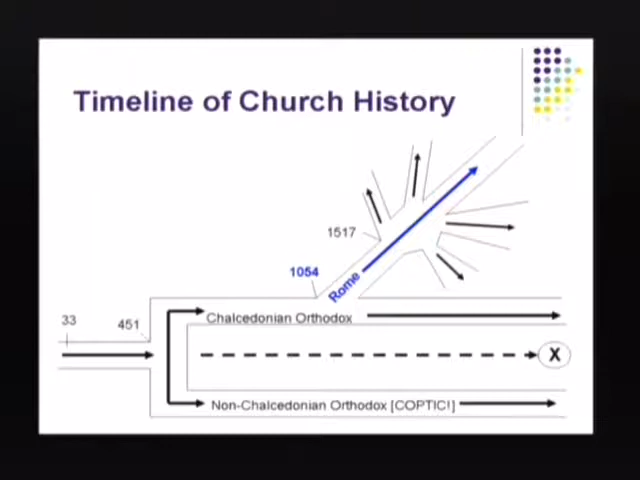 Timeline of Church History
1517
1054
Rome
33
451
Chalcedonian Orthodox
X
Non-Chalcedonian Orthodox [COPTIC!]